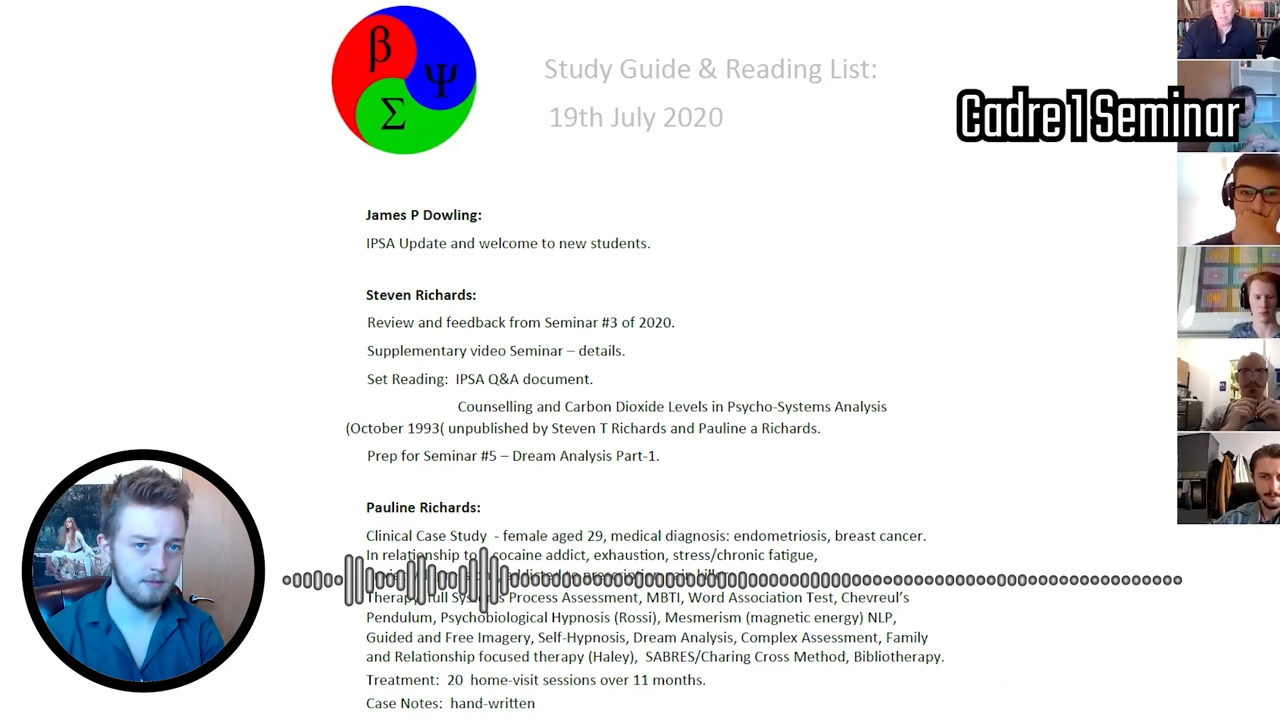 β
Ψ
Σ
Study Guide & Reading List:
19th July 2020
Cadre 1 Seminar
James P Dowling:
IPSA Update and welcome to new students.
Steven Richards:
Review and feedback from Seminar #3 of 2020.
Supplementary video Seminar – details.
Set Reading: IPSA Q&A document.
Counselling and Carbon Dioxide Levels in Psycho-Systems Analysis
(October 1993( unpublished by Steven T Richards and Pauline a Richards.
Prep for Seminar #5 – Dream Analysis Part-1.
Pauline Richards:
Clinical Case Study - female aged 29, medical diagnosis: endometriosis, breast cancer.
In relationship to cocaine addict, exhaustion, stress/chronic fatigue,
Therapy: full Systems Process Assessment, MBTI, Word Association Test, Chevreul's
Pendulum, Psychobiological Hypnosis (Rossi), Mesmerism (magnetic energy) NLP,
Guided and Free Imagery, Self-Hypnosis, Dream Analysis, Complex Assessment, Family
and Relationship focused therapy (Haley), SABRES/Charing Cross Method, Bibliotherapy.
Treatment: 20 home-visit sessions over 11 months.
Case Notes: hand-written